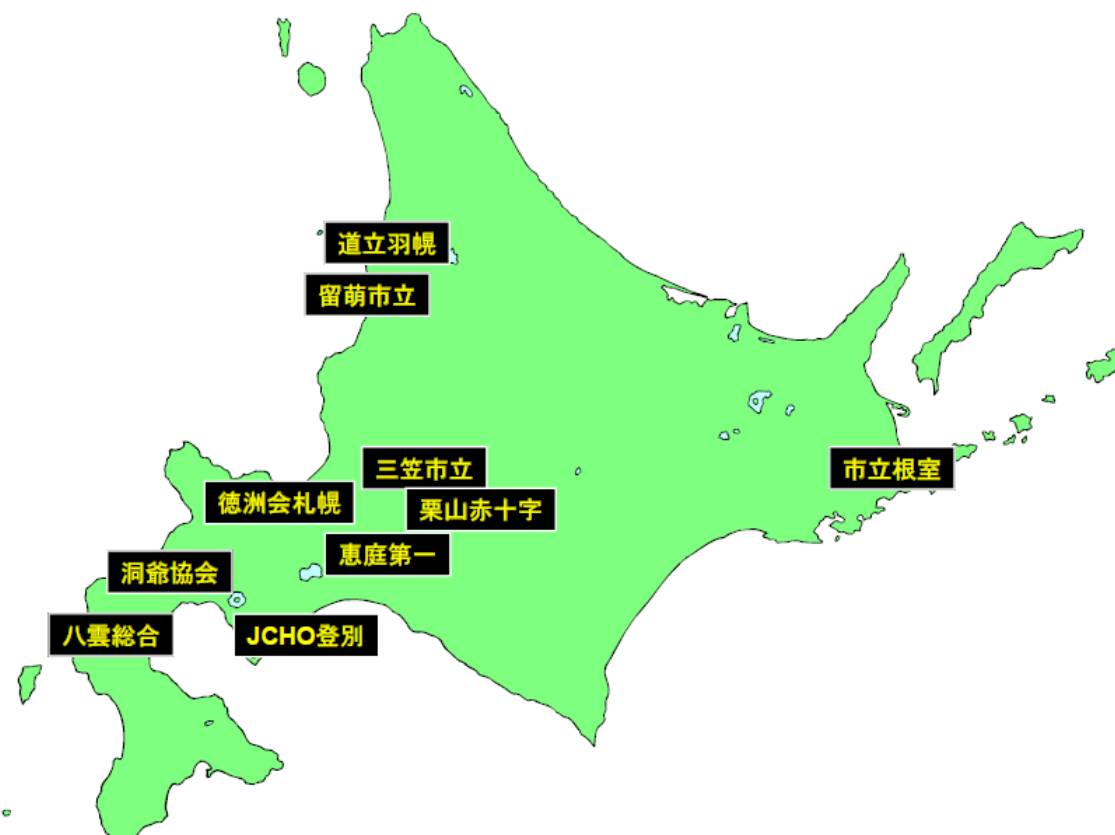 道立羽幌
留萌市立
三笠市立
市立根室
徳洲会札幌
栗山赤十字
恵庭第一
洞爺協会
八雲総合
JCHO登別